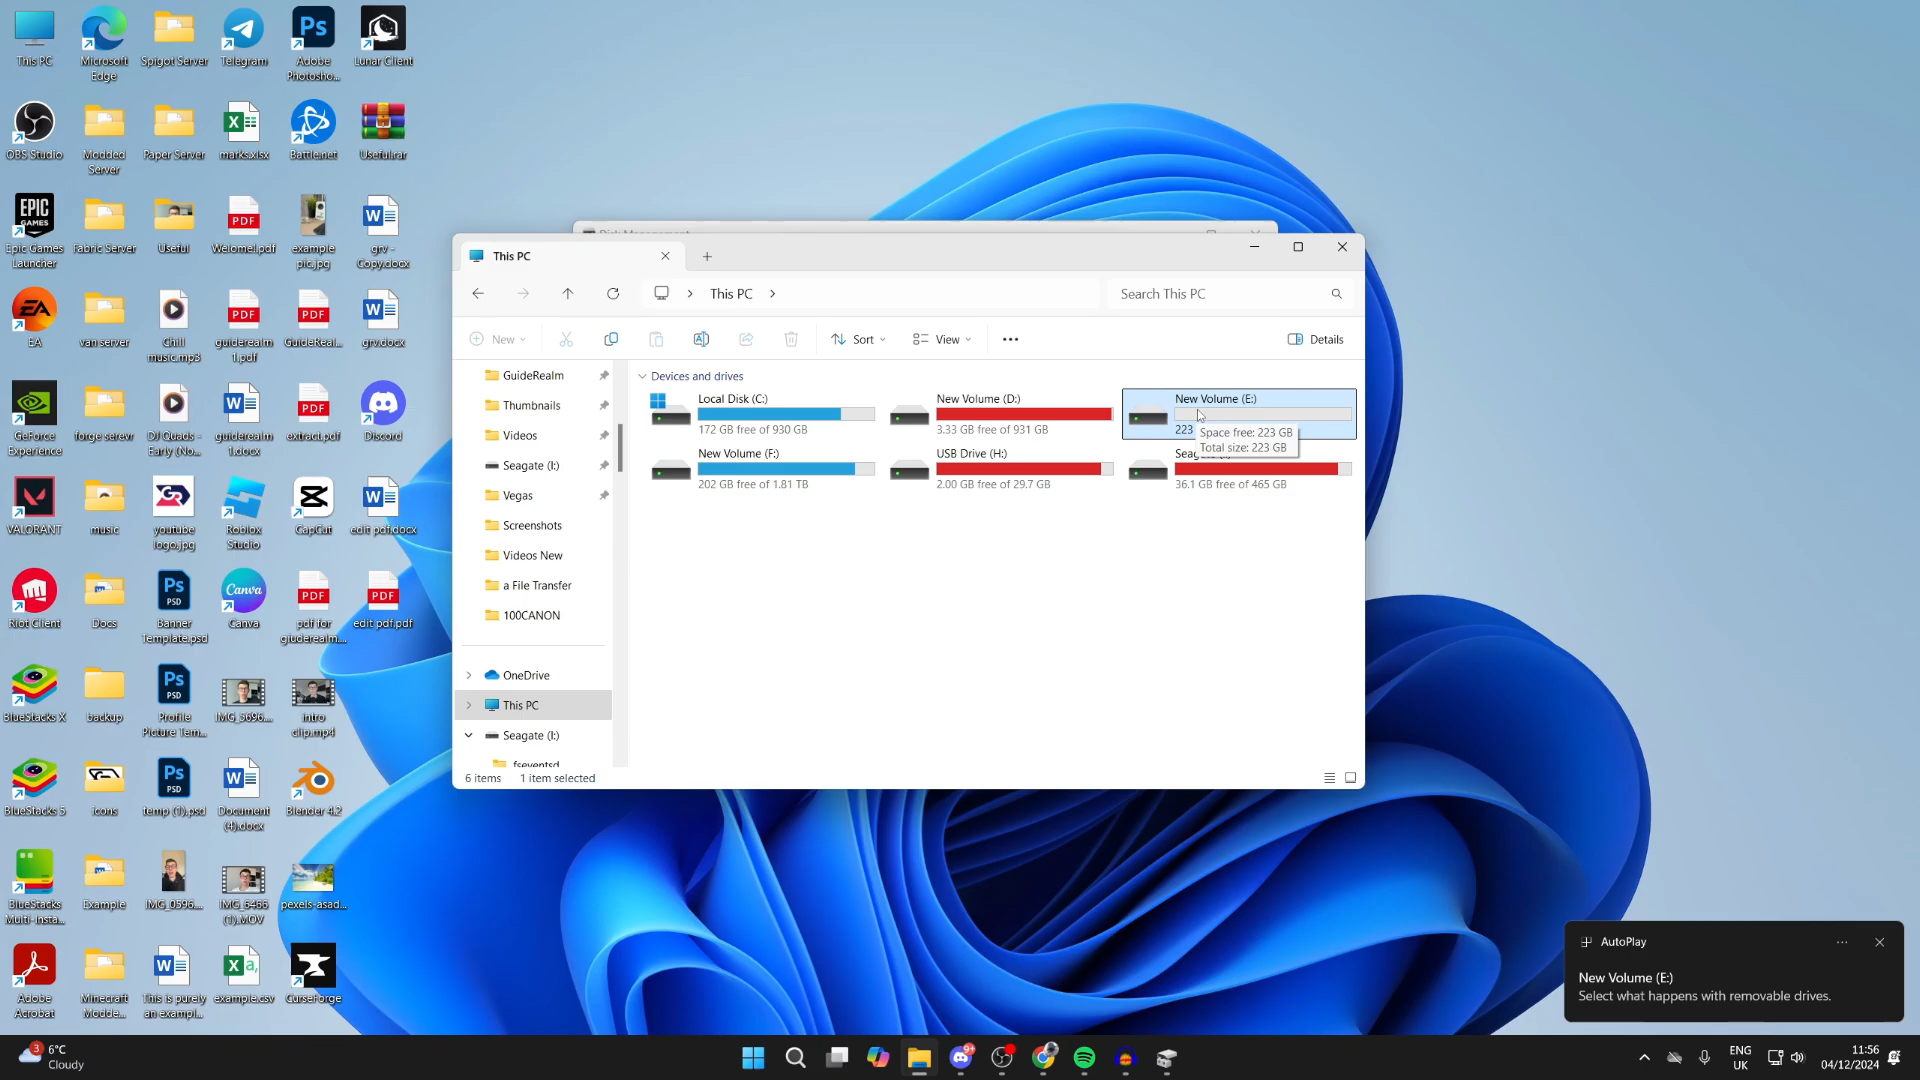 This PC
Microsoft
Edge
Spigot Server
Telegram
Adobe
Photosho...
Lunar Client
OBS Studio
Modded
Server
Paper Server
marks.xlsx
Battle.net
Useful.rar
Epic Games
Launcher
Fabric Server
Useful
Welome!.pdf
example
pic.jpg
grv -
Copy.docx
EA
van server
Chill
music.mp3
guiderealm
1.pdf
GuideReal...
grv.docx
GeForce
Experience
forge serevr
DJ Quads -
Early (No...
guiderealm
1.docx
extract.pdf
Discord
VALORANT
music
youtube
logo.jpg
Roblox
Studio
CapCut
edit pdf.docx
Riot Client
Docs
Banner
Template.psd
Canva
pdf for
giuderealm....
edit pdf.pdf
BlueStacks X
backup
Profile
Picture Tem...
IMG_5696....
intro
clip.mp4
BlueStacks 5
icons
temp (1).psd
Document
(4).docx
Blender 4.2
BlueStacks
Multi-Insta...
Example
IMG_0596....
IMG_5466
(1).MOV
pexels-asad...
Adobe
Acrobat
Minecraft
Modde...
This is purely
an exampl...
example.csv
CurseForge
Disk Management
This PC
This PC
Search This PC
New
Sort
View
Details
GuideRealm
Thumbnails
Videos
Seagate (I:)
Vegas
Screenshots
Videos New
a File Transfer
100CANON
OneDrive
This PC
Seagate (I:)
fseventsd
Devices and drives
Local Disk (C:)
172 GB free of 930 GB
New Volume (D:)
3.33 GB free of 931 GB
New Volume (E:)
223
Space free: 223 GB
Total size: 223 GB
New Volume (F:)
202 GB free of 1.81 TB
USB Drive (H:)
2.00 GB free of 29.7 GB
36.1 GB free of 465 GB
6 items
1 item selected
AutoPlay
New Volume (E:)
Select what happens with removable drives.
3
6°C
Cloudy
9+
ENG
UK
11:56
04/12/2024